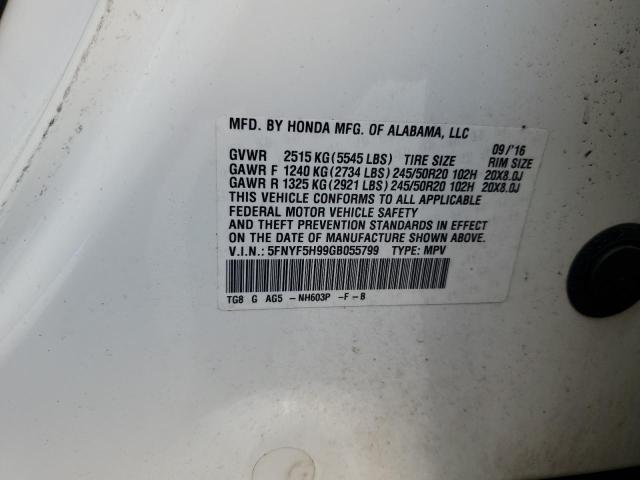 MFD. BY HONDA MFG. OF ALABAMA, LLC
09/'16
GVWR 2515 KG (5545 LBS) TIRE SIZE RIM SIZE
GAWR F 1240 KG (2734 LBS) 245/50R20 102H 20X8.0J
GAWR R 1325 KG (2921 LBS) 245/50R20 102H 20X8.0J
THIS VEHICLE CONFORMS TO ALL APPLICABLE
FEDERAL MOTOR VEHICLE SAFETY
AND THEFT PREVENTION STANDARDS IN EFFECT
ON THE DATE OF MANUFACTURE SHOWN ABOVE.
V.I.N.: 5FNYF5H99GB055799 TYPE: MPV
TG8 G AG5 -NH603P -F-B